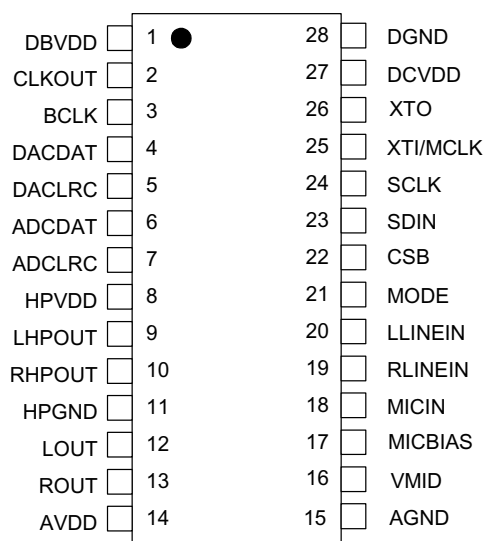 DBVDD 1 28 DGND
CLKOUT 2 27 DCVDD
BCLK 3 26 XTO
DACDAT 4 25 XTI/MCLK
DACLRC 5 24 SCLK
ADCDAT 6 23 SDIN
ADCLRC 7 22 CSB
HPVDD 8 21 MODE
LHPOUT 9 20 LLINEIN
RHPOUT 10 19 RLINEIN
HPGND 11 18 MICIN
LOUT 12 17 MICBIAS
ROUT 13 16 VMID
AVDD 14 15 AGND